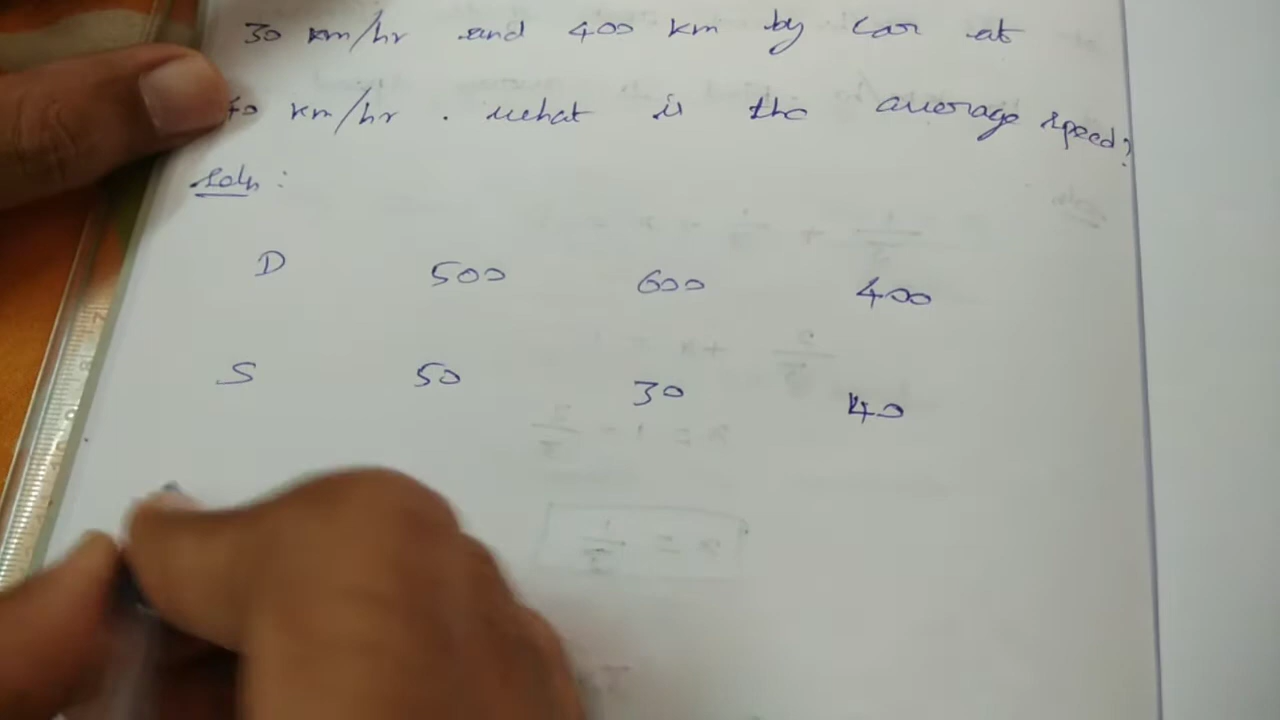 30 km/hr and 400 km by car at
40 km/hr . what is the average speed?
Soln :
D 500 600 400
S 50 30 40